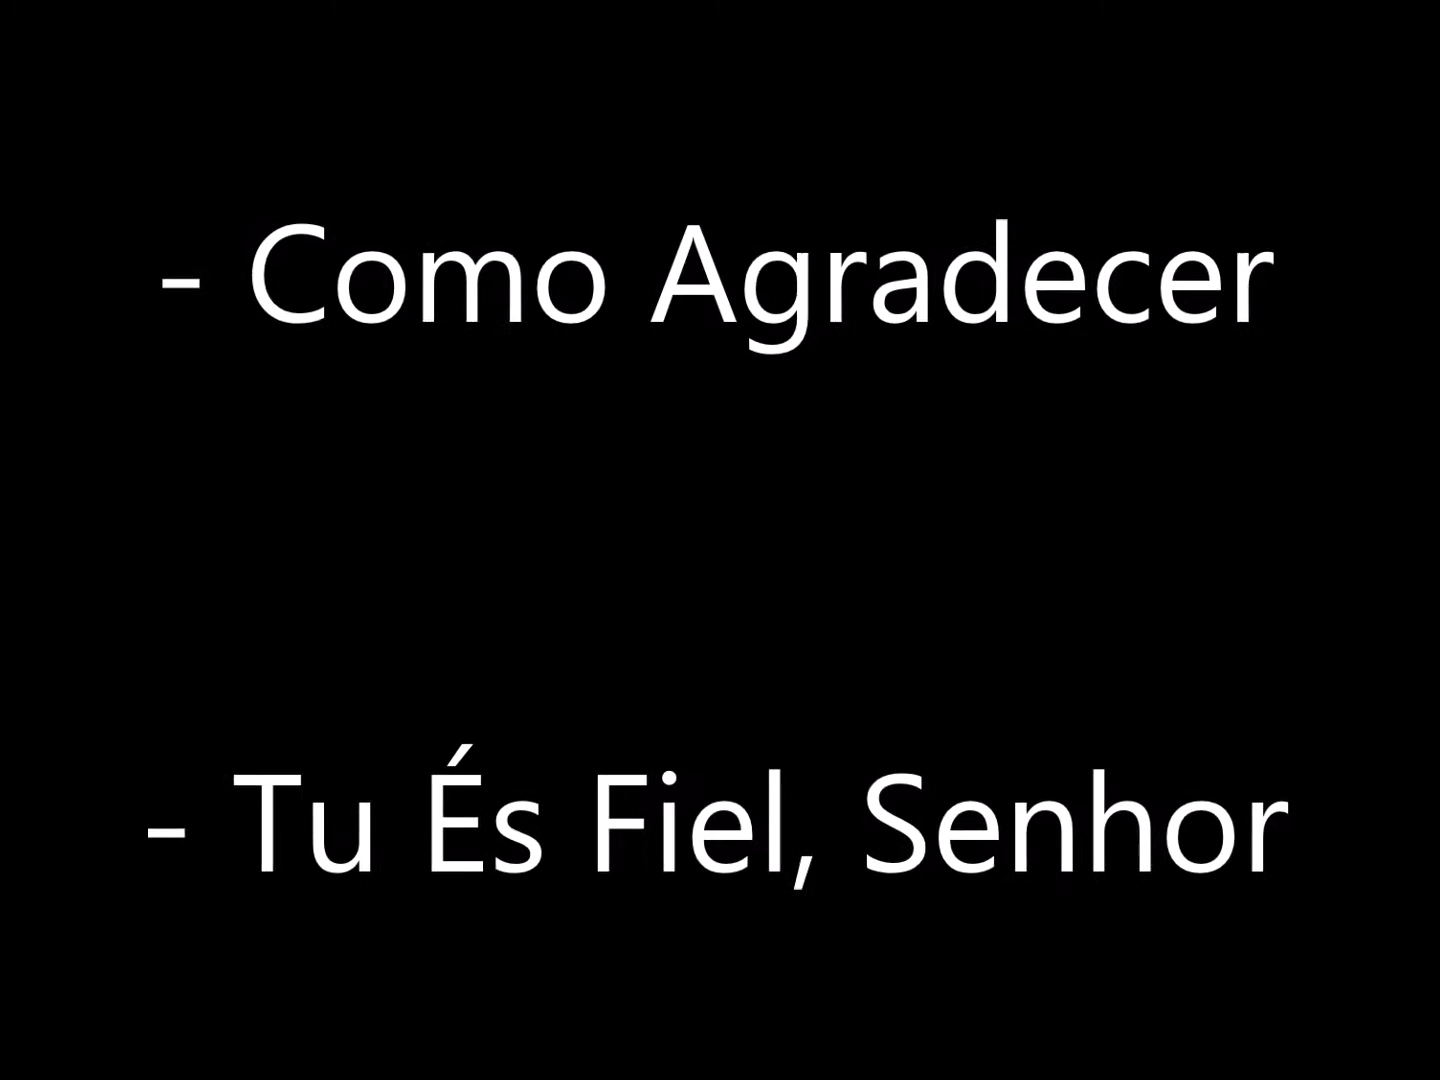 - Como Agradecer
- Tu És Fiel, Senhor